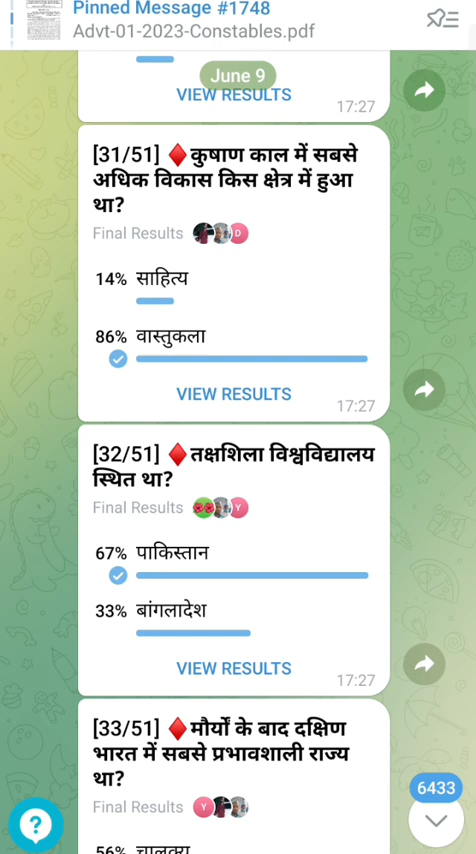 Pinned Message #1748
Advt-01-2023-Constables.pdf
June 9
VIEW RESULTS
17:27
[31/51] ♦️कुषाण काल में सबसे
अधिक विकास किस क्षेत्र में हुआ
था?
Final Results D
14% साहित्य
86% वास्तुकला
VIEW RESULTS
17:27
[32/51] ♦️तक्षशिला विश्वविद्यालय
स्थित था?
Final Results Y
67% पाकिस्तान
33% बांगलादेश
VIEW RESULTS
17:27
[33/51] ♦️मौर्यों के बाद दक्षिण
भारत में सबसे प्रभावशाली राज्य
था?
Final Results Y
6433
56% चालुक्य
?